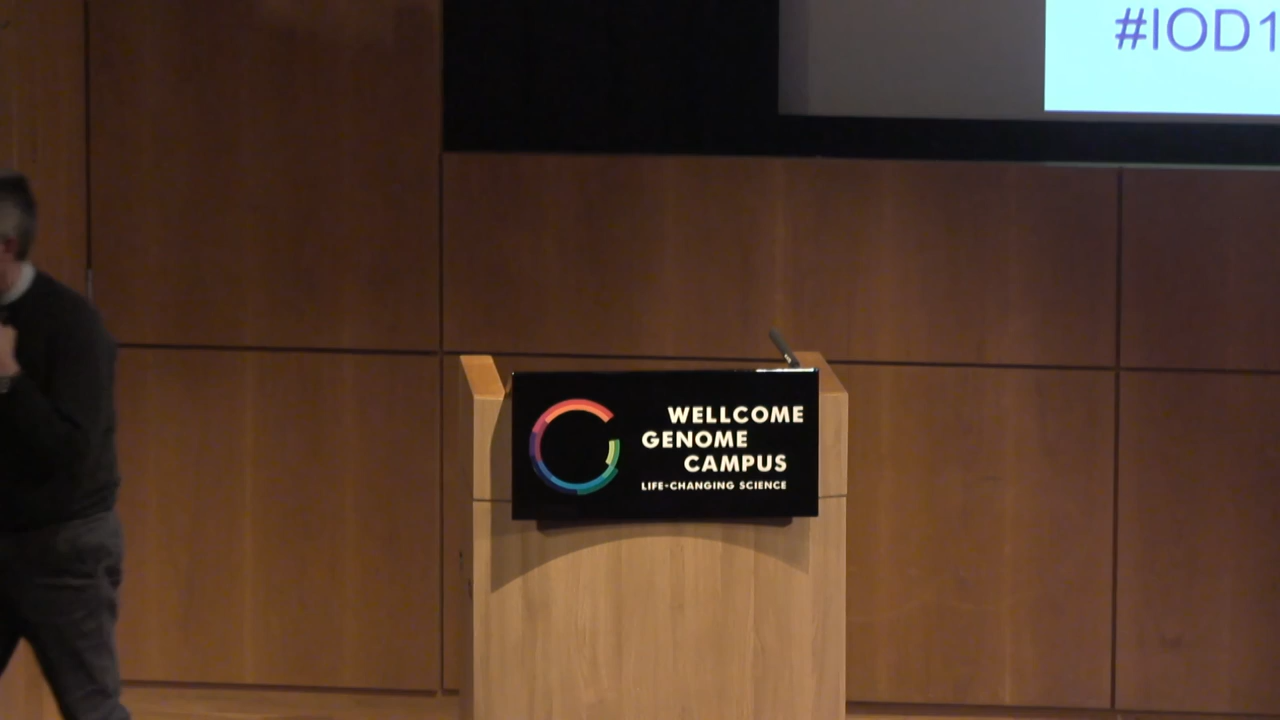 #IOD1
WELLCOME
GENOME
CAMPUS
LIFE-CHANGING SCIENCE